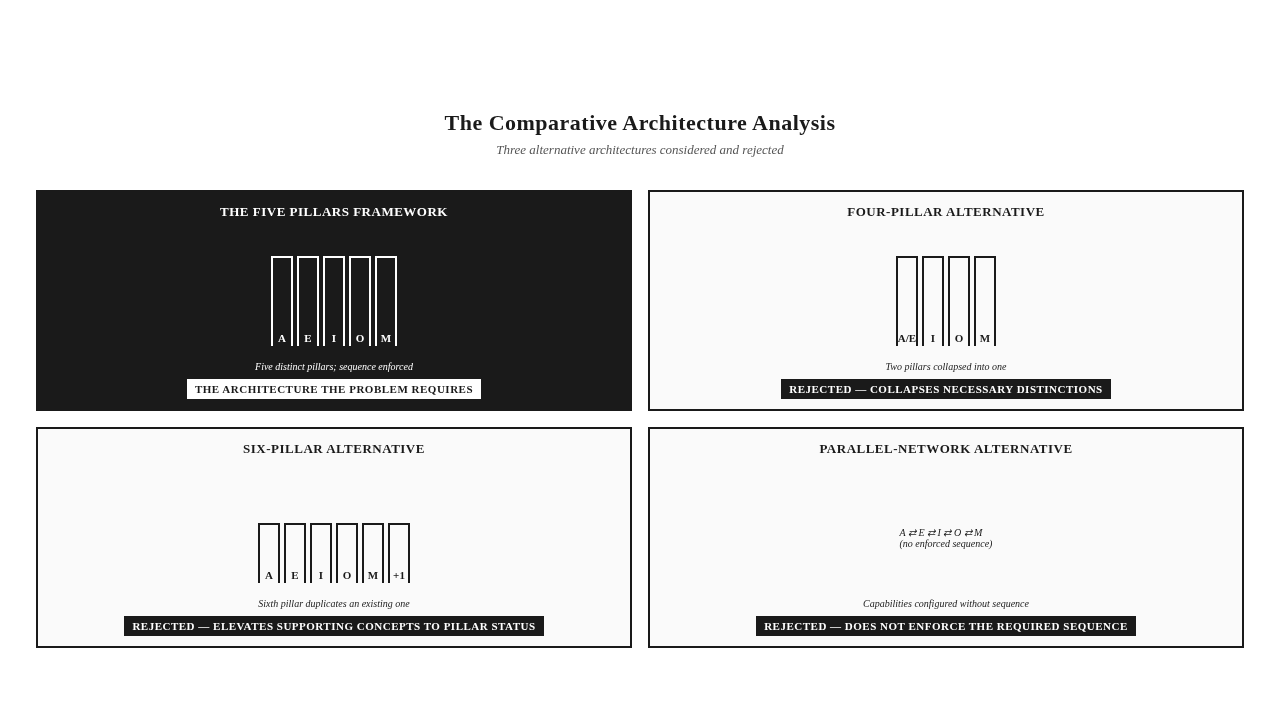 The Comparative Architecture Analysis
Three alternative architectures considered and rejected
THE FIVE PILLARS FRAMEWORK
A E I O M
Five distinct pillars; sequence enforced
THE ARCHITECTURE THE PROBLEM REQUIRES
FOUR-PILLAR ALTERNATIVE
A/E I O M
Two pillars collapsed into one
REJECTED — COLLAPSES NECESSARY DISTINCTIONS
SIX-PILLAR ALTERNATIVE
A E I O M +1
Sixth pillar duplicates an existing one
REJECTED — ELEVATES SUPPORTING CONCEPTS TO PILLAR STATUS
PARALLEL-NETWORK ALTERNATIVE
A ⇄ E ⇄ I ⇄ O ⇄ M
(no enforced sequence)
Capabilities configured without sequence
REJECTED — DOES NOT ENFORCE THE REQUIRED SEQUENCE